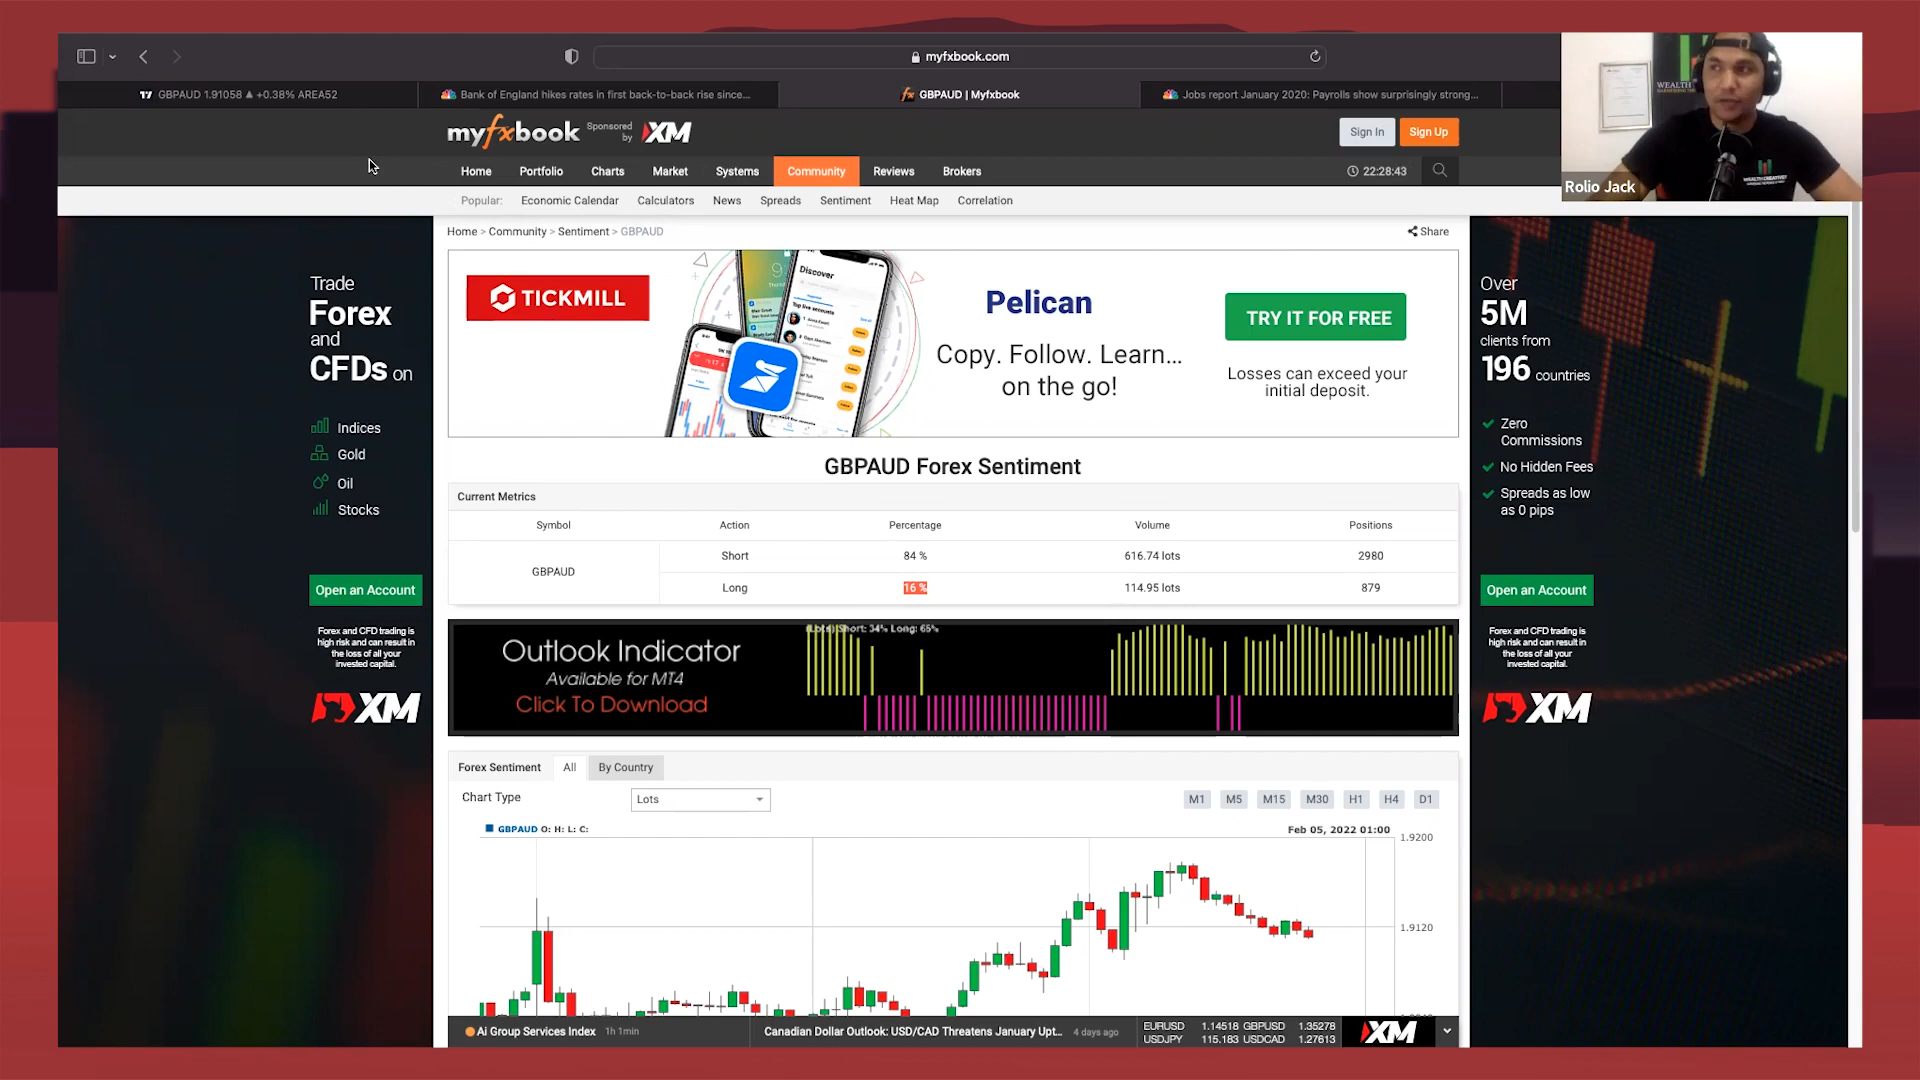 myfxbook.com
GBPAUD 1.91058 ▲ +0.38% AREA52
Bank of England hikes rates in first back-to-back rise since...
GBPAUD | Myfxbook
Jobs report January 2020: Payrolls show surprisingly strong...
WEALTH
Rolio Jack
myfxbook Sponsored by XM
Sign In
Sign Up
Home
Portfolio
Charts
Market
Systems
Community
Reviews
Brokers
22:28:43
Popular:
Economic Calendar
Calculators
News
Spreads
Sentiment
Heat Map
Correlation
Home > Community > Sentiment > GBPAUD
Share
TICKMILL
Discover
Pelican
Copy. Follow. Learn...
on the go!
TRY IT FOR FREE
Losses can exceed your
initial deposit.
Trade
Forex
and
CFDs on
Indices
Gold
Oil
Stocks
Open an Account
Forex and CFD trading is
high risk and can result in
the loss of all your
invested capital.
XM
Over
5M
clients from
196 countries
Zero
Commissions
No Hidden Fees
Spreads as low
as 0 pips
Open an Account
Forex and CFD trading is
high risk and can result in
the loss of all your
invested capital.
XM
GBPAUD Forex Sentiment
Current Metrics
Symbol Action Percentage Volume Positions
GBPAUD
Short 84 % 616.74 lots 2980
Long 16 % 114.95 lots 879
Outlook Indicator
Available for MT4
Click To Download
(Lots) Short: 34% Long: 65%
Forex Sentiment
All
By Country
Chart Type
Lots
M1 M5 M15 M30 H1 H4 D1
GBPAUD O: H: L: C:
Feb 05, 2022 01:00
1.9200
1.9120
Ai Group Services Index 1h 1min
Canadian Dollar Outlook: USD/CAD Threatens January Upt... 4 days ago
EURUSD 1.14518 GBPUSD 1.35278
USDJPY 115.183 USDCAD 1.27613
XM